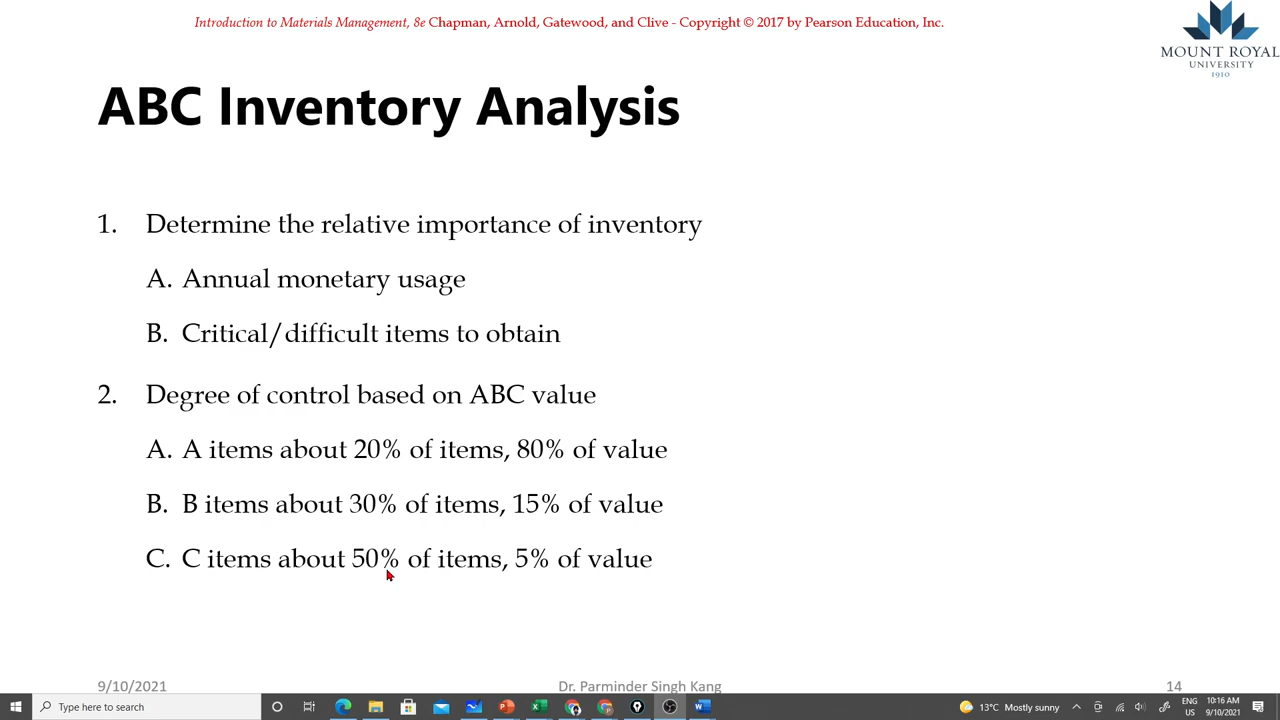 Introduction to Materials Management, 8e Chapman, Arnold, Gatewood, and Clive - Copyright © 2017 by Pearson Education, Inc.
MOUNT ROYAL
UNIVERSITY
1910
ABC Inventory Analysis
1. Determine the relative importance of inventory
A. Annual monetary usage
B. Critical/difficult items to obtain
2. Degree of control based on ABC value
A. A items about 20% of items, 80% of value
B. B items about 30% of items, 15% of value
C. C items about 50% of items, 5% of value
9/10/2021 Dr. Parminder Singh Kang 14
Type here to search 13°C Mostly sunny ENG 10:16 AM
US 9/10/2021